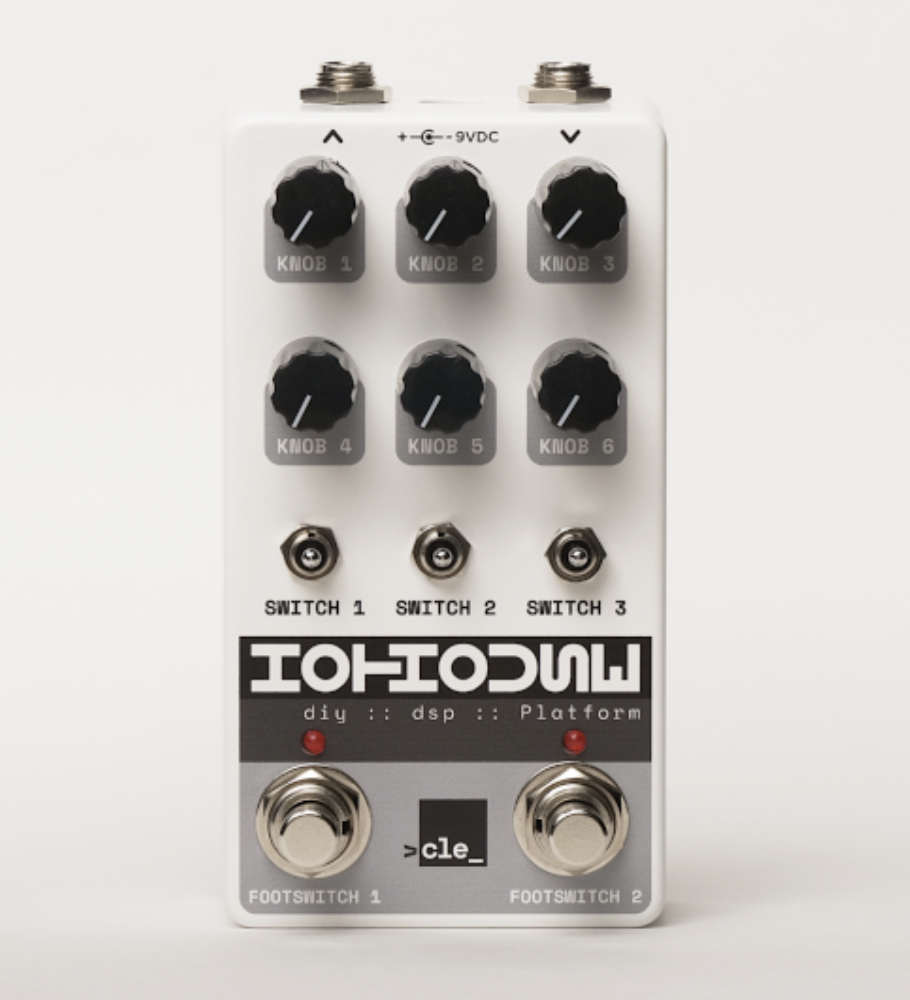 + - 9VDC
KNOB 1 KNOB 2 KNOB 3
KNOB 4 KNOB 5 KNOB 6
SWITCH 1 SWITCH 2 SWITCH 3
HOTHOUSE
diy :: dsp :: Platform
>cle_
FOOTSWITCH 1 FOOTSWITCH 2